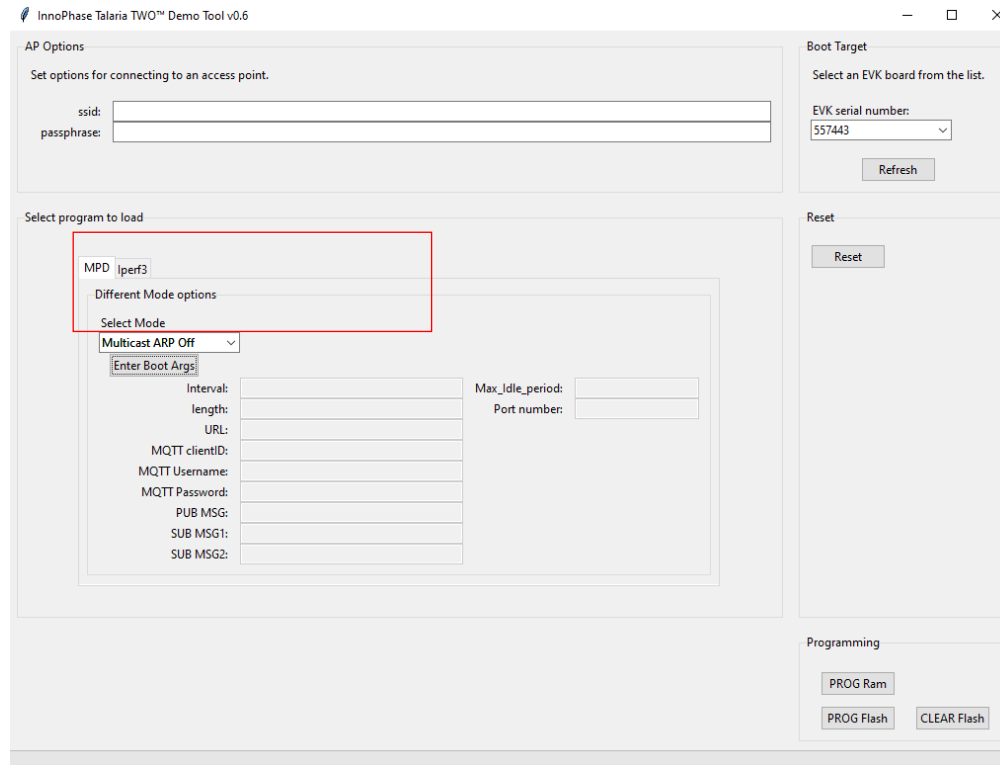 InnoPhase Talaria TWO™ Demo Tool v0.6
AP Options
Set options for connecting to an access point.
ssid:
passphrase:
Boot Target
Select an EVK board from the list.
EVK serial number:
557443
Refresh
Select program to load
MPD Iperf3
Different Mode options
Select Mode
Multicast ARP Off
Enter Boot Args
Interval:
length:
URL:
MQTT clientID:
MQTT Username:
MQTT Password:
PUB MSG:
SUB MSG1:
SUB MSG2:
Max_Idle_period:
Port number:
Reset
Reset
Programming
PROG Ram
PROG Flash CLEAR Flash